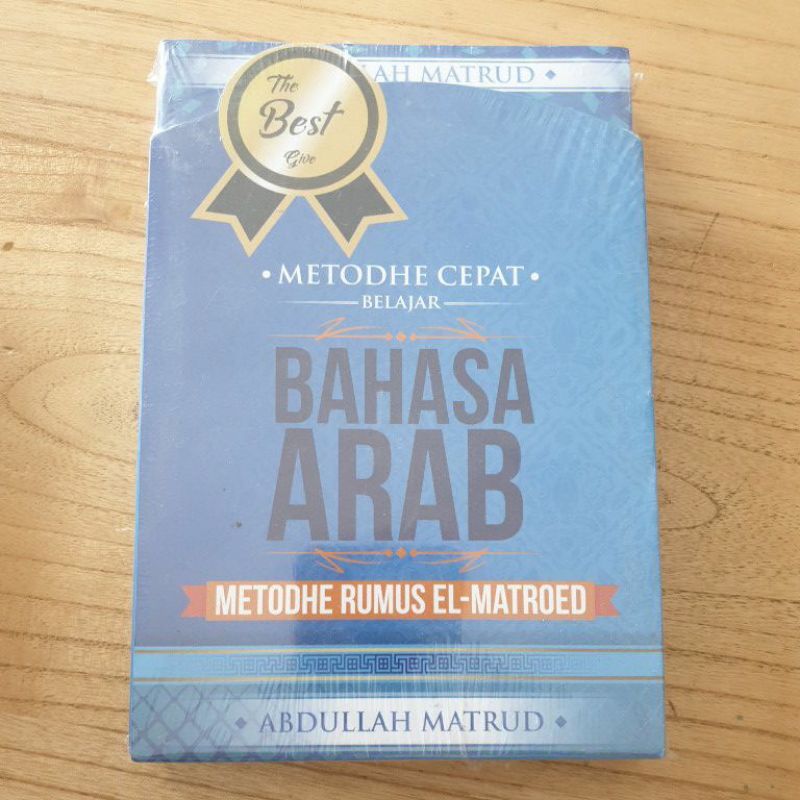 AH MATRUD
The
Best
Give
METODHE CEPAT
BELAJAR
BAHASA
ARAB
METODHE RUMUS EL-MATROED
ABDULLAH MATRUD